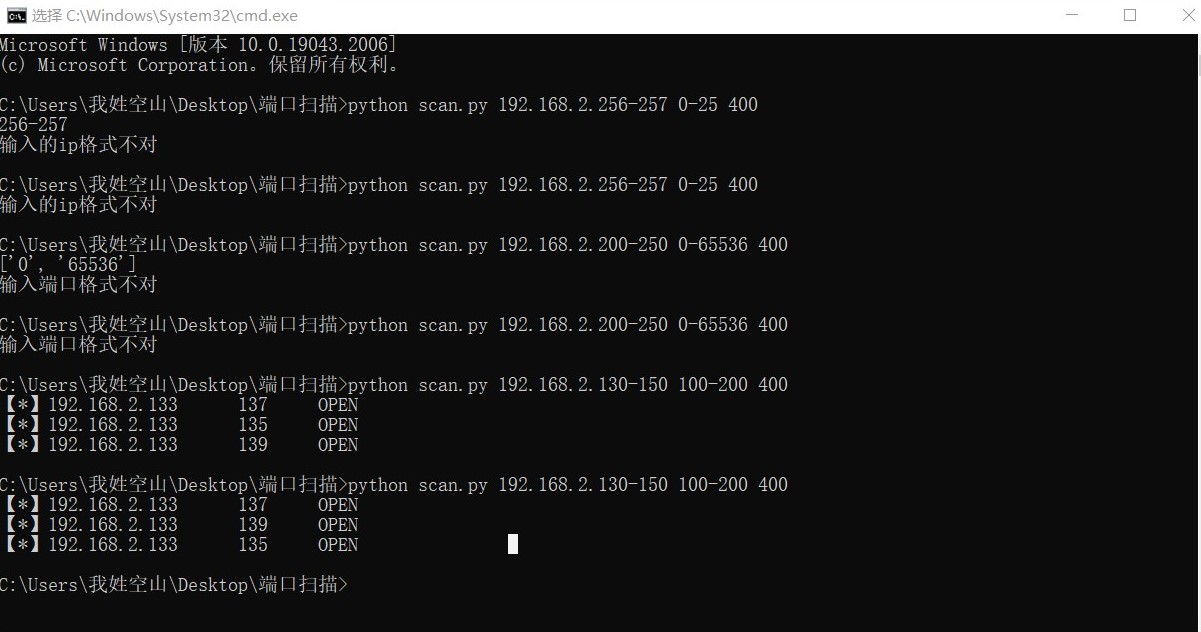 选择 C:\Windows\System32\cmd.exe
Microsoft Windows [版本 10.0.19043.2006]
(c) Microsoft Corporation。保留所有权利。
C:\Users\我姓空山\Desktop\端口扫描>python scan.py 192.168.2.256-257 0-25 400
256-257
输入的ip格式不对
C:\Users\我姓空山\Desktop\端口扫描>python scan.py 192.168.2.256-257 0-25 400
输入的ip格式不对
C:\Users\我姓空山\Desktop\端口扫描>python scan.py 192.168.2.200-250 0-65536 400
['0', '65536']
输入端口格式不对
C:\Users\我姓空山\Desktop\端口扫描>python scan.py 192.168.2.200-250 0-65536 400
输入端口格式不对
C:\Users\我姓空山\Desktop\端口扫描>python scan.py 192.168.2.130-150 100-200 400
【*】192.168.2.133 137 OPEN
【*】192.168.2.133 135 OPEN
【*】192.168.2.133 139 OPEN
C:\Users\我姓空山\Desktop\端口扫描>python scan.py 192.168.2.130-150 100-200 400
【*】192.168.2.133 137 OPEN
【*】192.168.2.133 139 OPEN
【*】192.168.2.133 135 OPEN
C:\Users\我姓空山\Desktop\端口扫描>